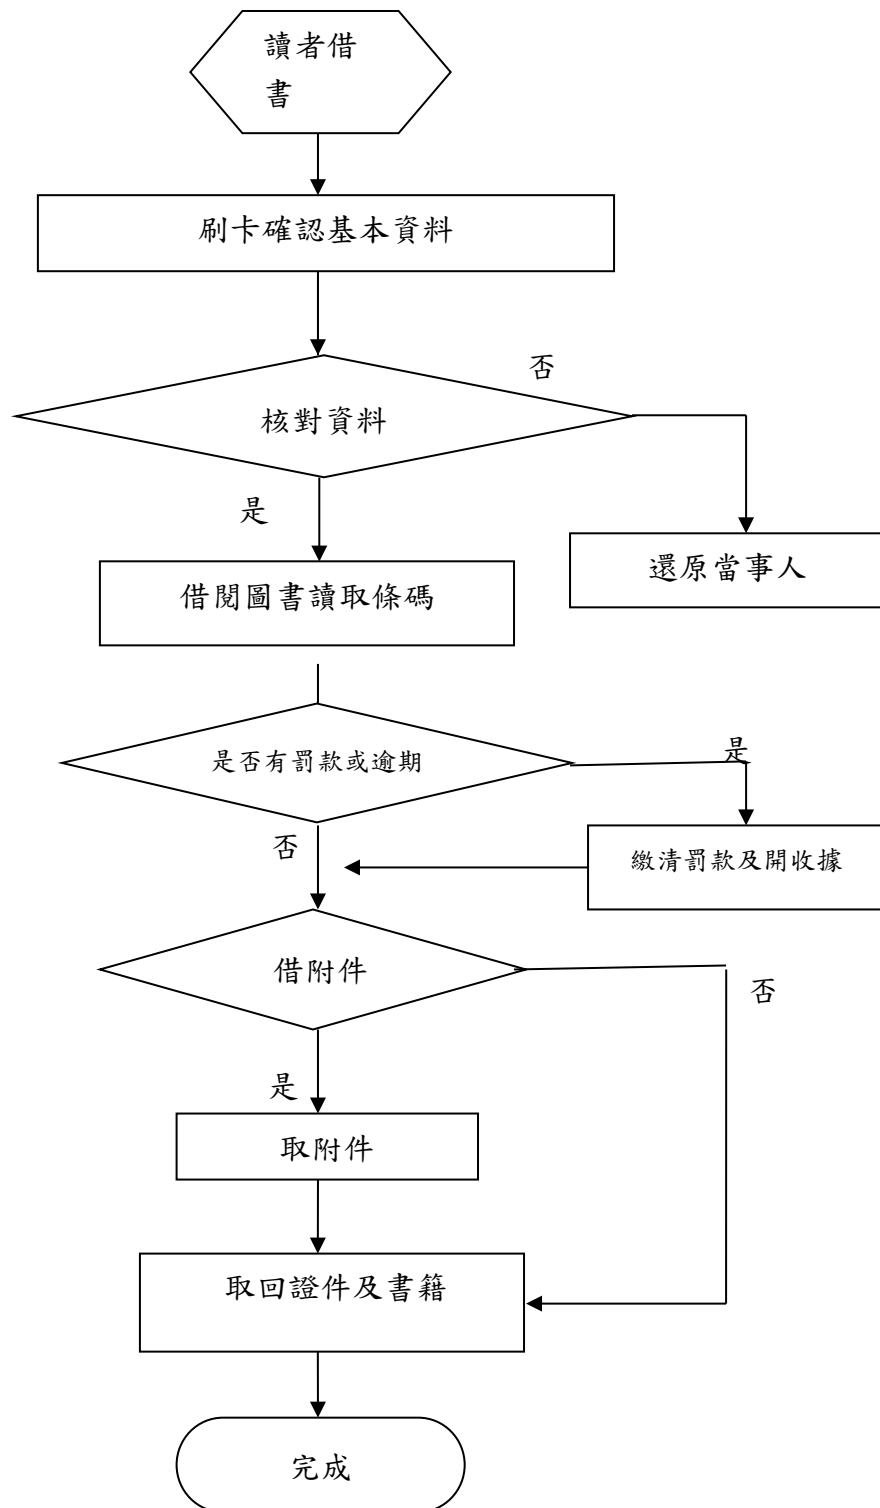 讀者借
書
刷卡確認基本資料
否
核對資料
是
還原當事人
借閱圖書讀取條碼
是否有罰款或逾期
是
否
繳清罰款及開收據
借附件
否
是
取附件
取回證件及書籍
完成